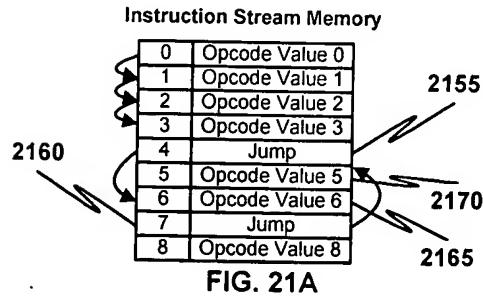 Instruction Stream Memory
0 Opcode Value 0
1 Opcode Value 1
2 Opcode Value 2
3 Opcode Value 3
4 Jump
5 Opcode Value 5
6 Opcode Value 6
7 Jump
8 Opcode Value 8
2155
2160
2170
2165
FIG. 21A